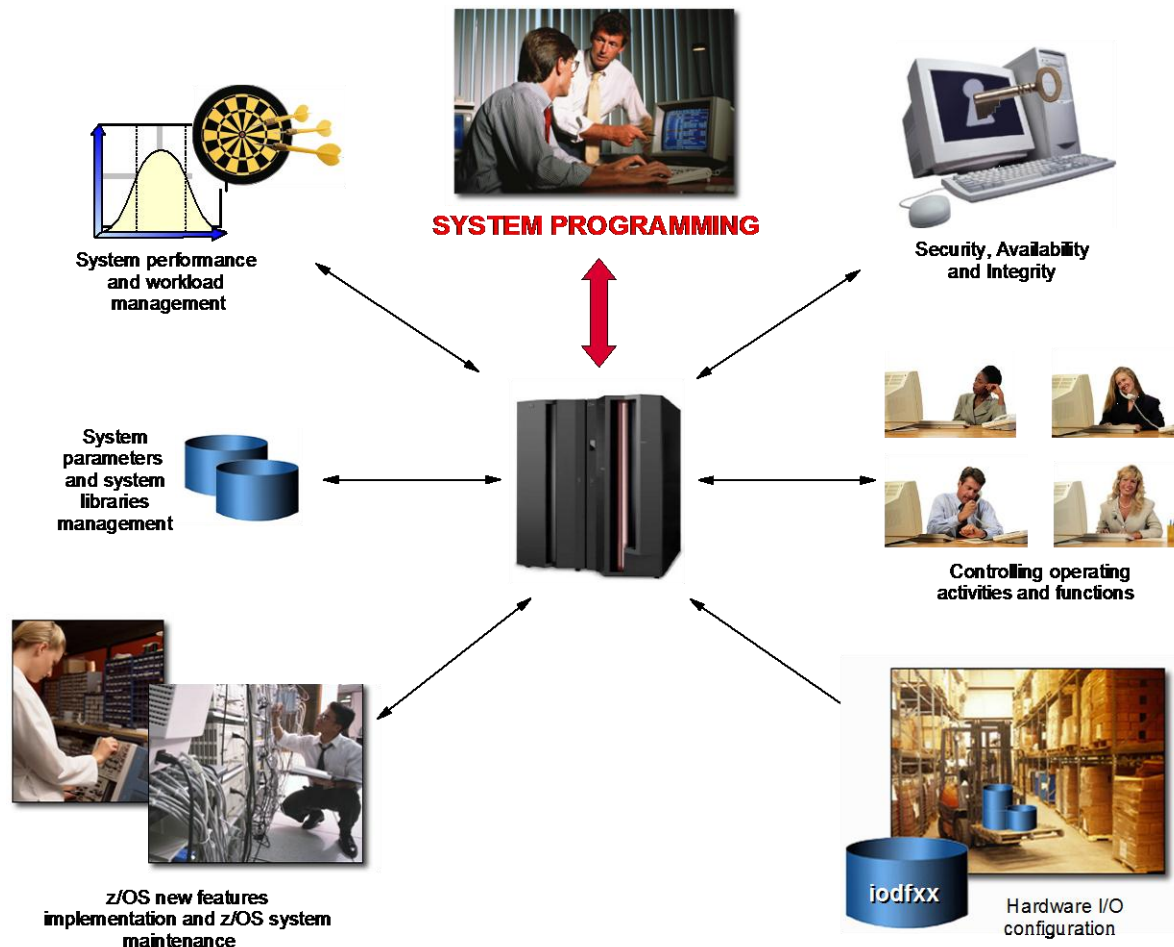 SYSTEM PROGRAMMING
System performance
and workload
management
Security, Availability
and Integrity
System
parameters
and system
libraries
management
Controlling operating
activities and functions
z/OS new features
implementation and z/OS system
maintenance
iodfxx
Hardware I/O
configuration